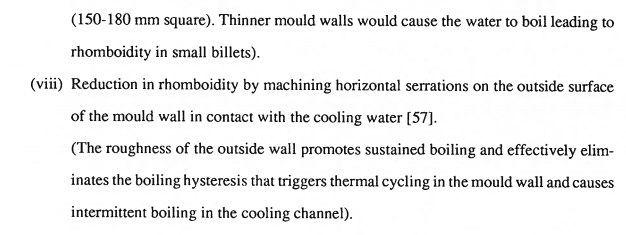 (150-180 mm square). Thinner mould walls would cause the water to boil leading to
rhomboidity in small billets).
(viii) Reduction in rhomboidity by machining horizontal serrations on the outside surface
of the mould wall in contact with the cooling water [57].
(The roughness of the outside wall promotes sustained boiling and effectively elim-
inates the boiling hysteresis that triggers thermal cycling in the mould wall and causes
intermittent boiling in the cooling channel).